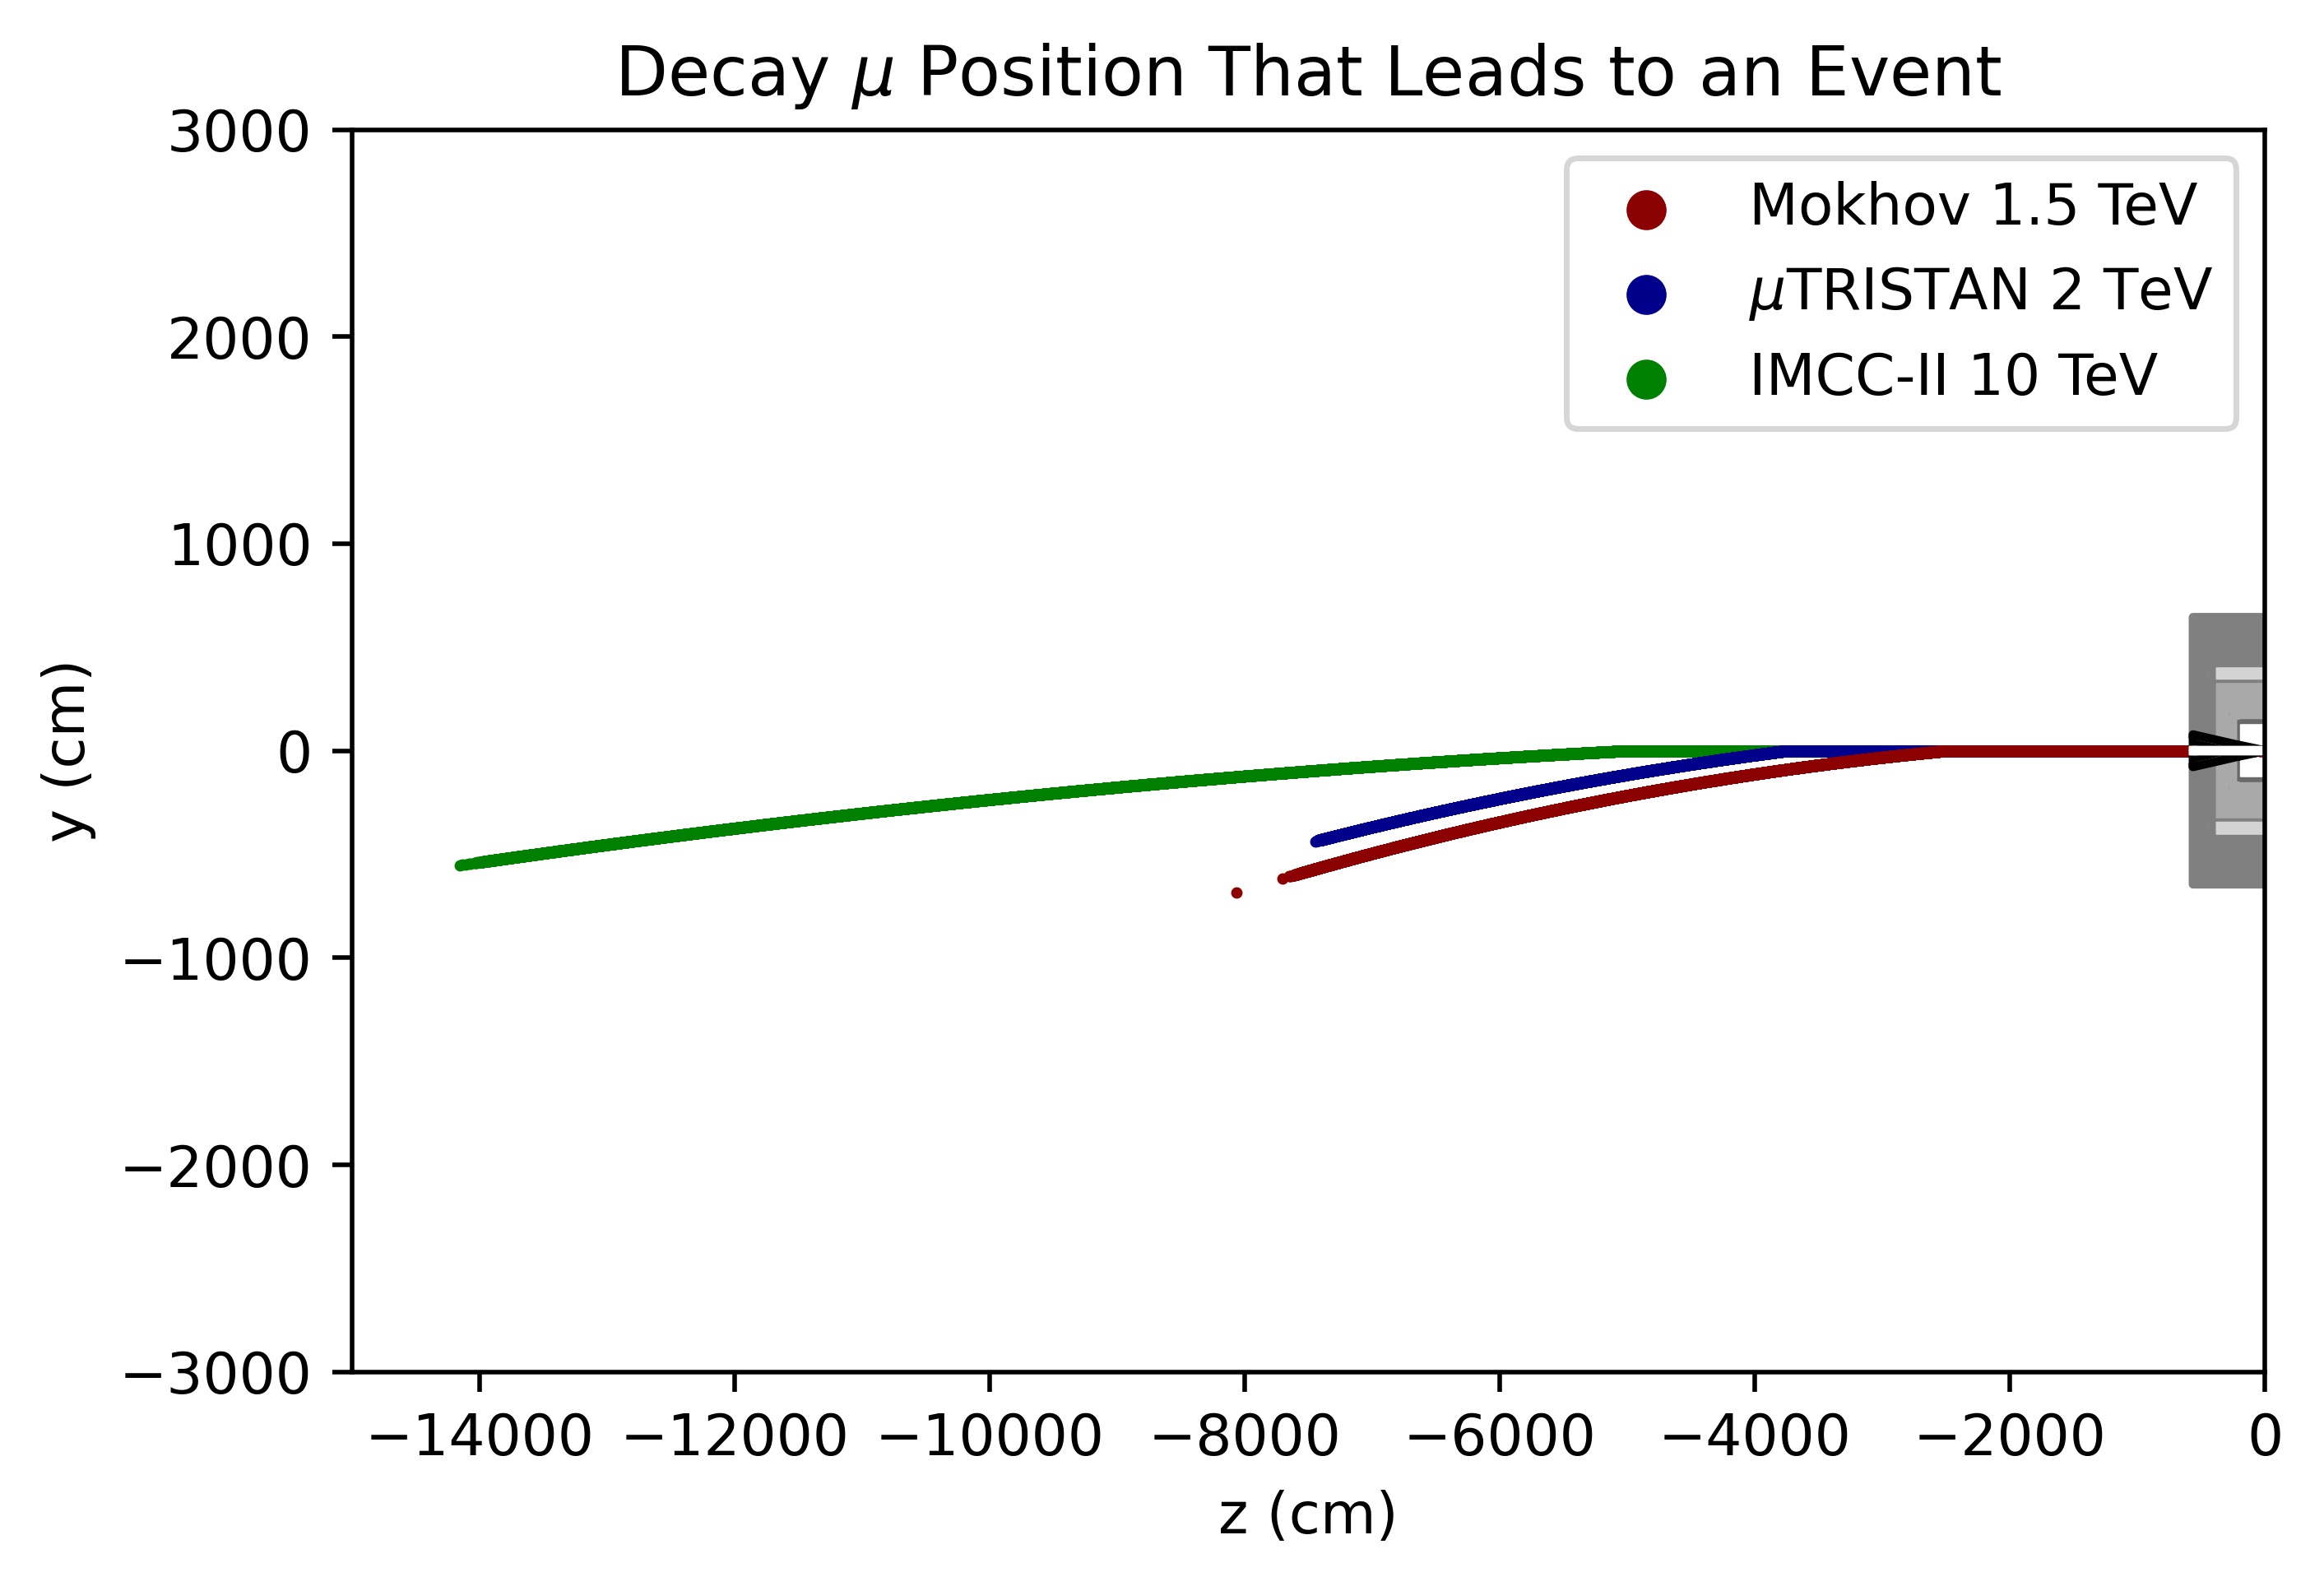 Decay μ Position That Leads to an Event
3000
2000
1000
0
−1000
−2000
−3000
y (cm)
Mokhov 1.5 TeV
μTRISTAN 2 TeV
IMCC-II 10 TeV
−14000 −12000 −10000 −8000 −6000 −4000 −2000 0
z (cm)